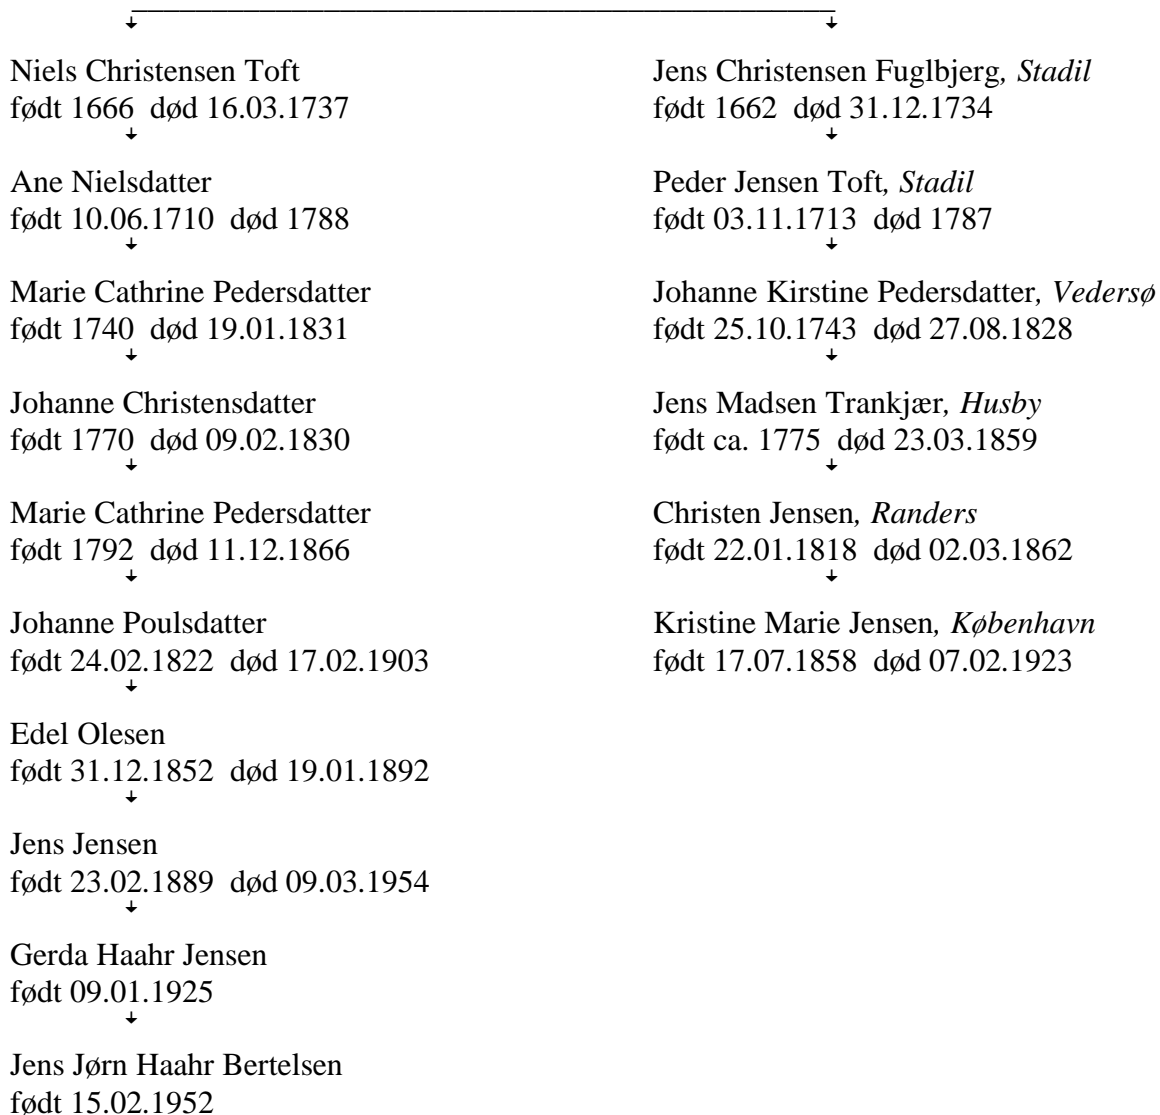 Niels Christensen Toft
født 1666 død 16.03.1737
Ane Nielsdatter
født 10.06.1710 død 1788
Marie Cathrine Pedersdatter
født 1740 død 19.01.1831
Johanne Christensdatter
født 1770 død 09.02.1830
Marie Cathrine Pedersdatter
født 1792 død 11.12.1866
Johanne Poulsdatter
født 24.02.1822 død 17.02.1903
Edel Olesen
født 31.12.1852 død 19.01.1892
Jens Jensen
født 23.02.1889 død 09.03.1954
Gerda Haahr Jensen
født 09.01.1925
Jens Jørn Haahr Bertelsen
født 15.02.1952
Jens Christensen Fuglbjerg, Stadil
født 1662 død 31.12.1734
Peder Jensen Toft, Stadil
født 03.11.1713 død 1787
Johanne Kirstine Pedersdatter, Vedersø
født 25.10.1743 død 27.08.1828
Jens Madsen Trankjær, Husby
født ca. 1775 død 23.03.1859
Christen Jensen, Randers
født 22.01.1818 død 02.03.1862
Kristine Marie Jensen, København
født 17.07.1858 død 07.02.1923